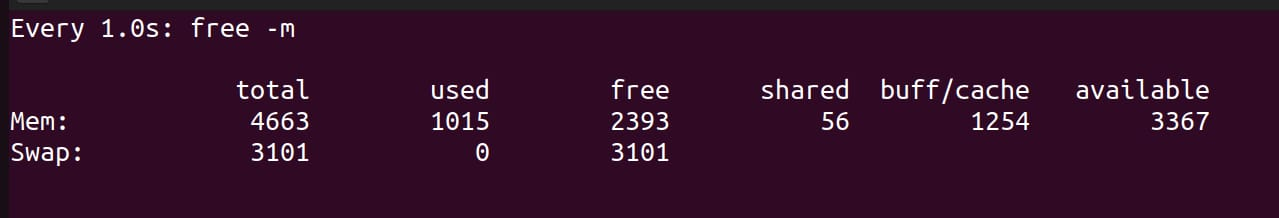 Every 1.0s: free -m
total used free shared buff/cache available
Mem: 4663 1015 2393 56 1254 3367
Swap: 3101 0 3101